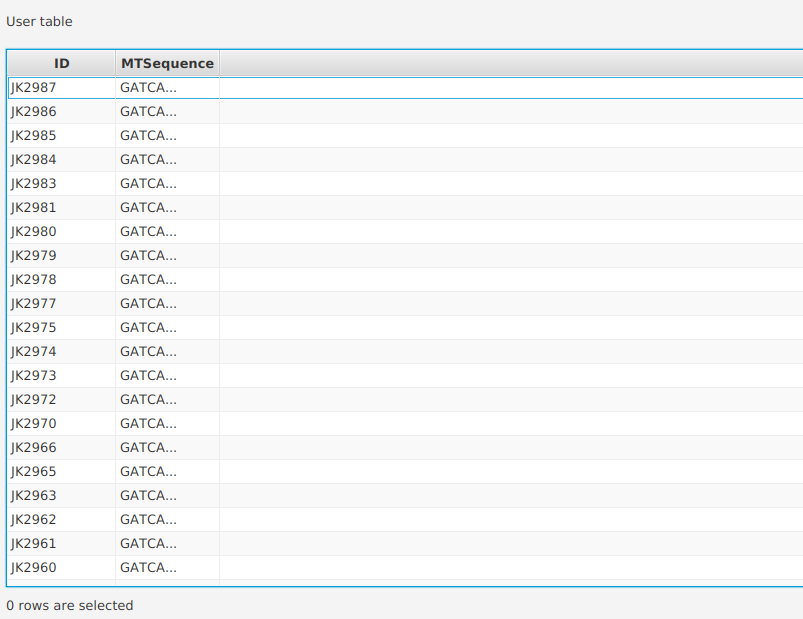 User table
ID MTSequence
JK2987 GATCA...
JK2986 GATCA...
JK2985 GATCA...
JK2984 GATCA...
JK2983 GATCA...
JK2981 GATCA...
JK2980 GATCA...
JK2979 GATCA...
JK2978 GATCA...
JK2977 GATCA...
JK2975 GATCA...
JK2974 GATCA...
JK2973 GATCA...
JK2972 GATCA...
JK2970 GATCA...
JK2966 GATCA...
JK2965 GATCA...
JK2963 GATCA...
JK2962 GATCA...
JK2961 GATCA...
JK2960 GATCA...
0 rows are selected